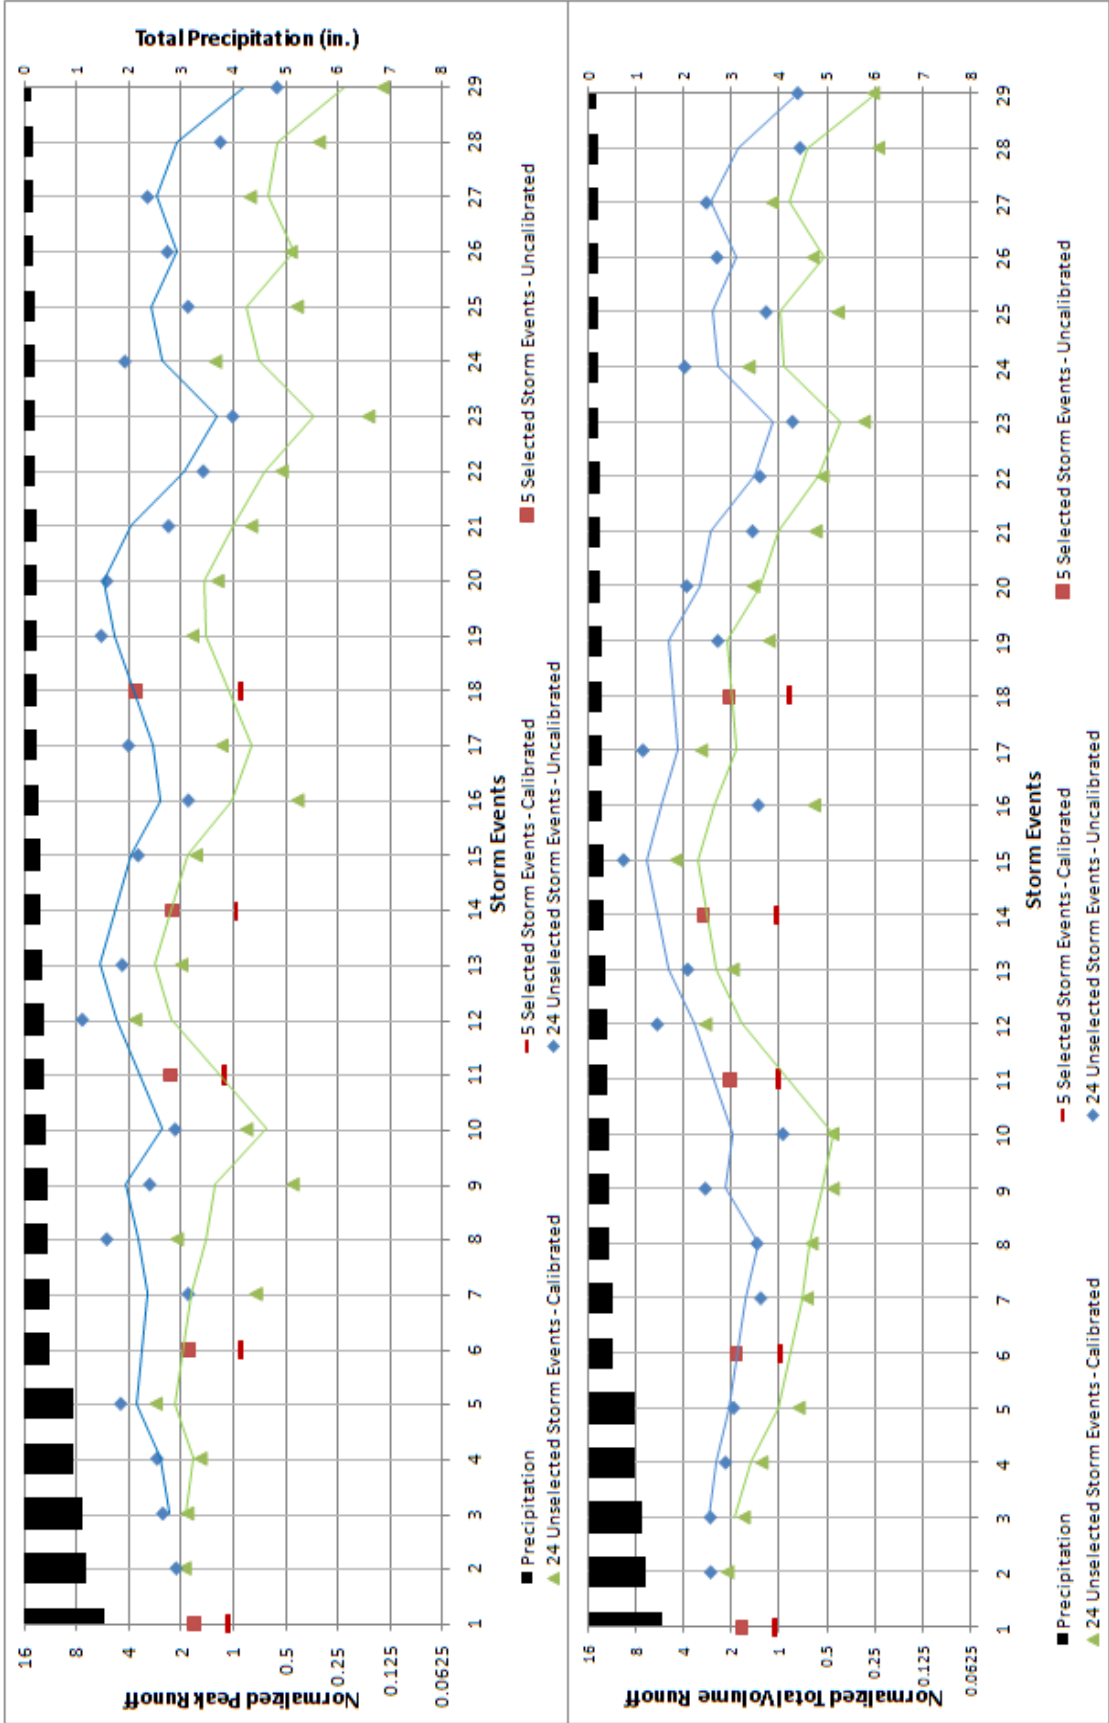 Total Precipitation (in.)
0 1 2 3 4 5 6 7 8
16 8 4 2 1 0.5 0.25 0.125 0.0625
Normalized Peak Runoff
1 2 3 4 5 6 7 8 9 10 11 12 13 14 15 16 17 18 19 20 21 22 23 24 25 26 27 28 29
Storm Events
Precipitation
5 Selected Storm Events - Calibrated
5 Selected Storm Events - Uncalibrated
24 Unselected Storm Events - Calibrated
24 Unselected Storm Events - Uncalibrated
0 1 2 3 4 5 6 7 8
16 8 4 2 1 0.5 0.25 0.125 0.0625
Normalized Total Volume Runoff
1 2 3 4 5 6 7 8 9 10 11 12 13 14 15 16 17 18 19 20 21 22 23 24 25 26 27 28 29
Storm Events
Precipitation
5 Selected Storm Events - Calibrated
5 Selected Storm Events - Uncalibrated
24 Unselected Storm Events - Calibrated
24 Unselected Storm Events - Uncalibrated